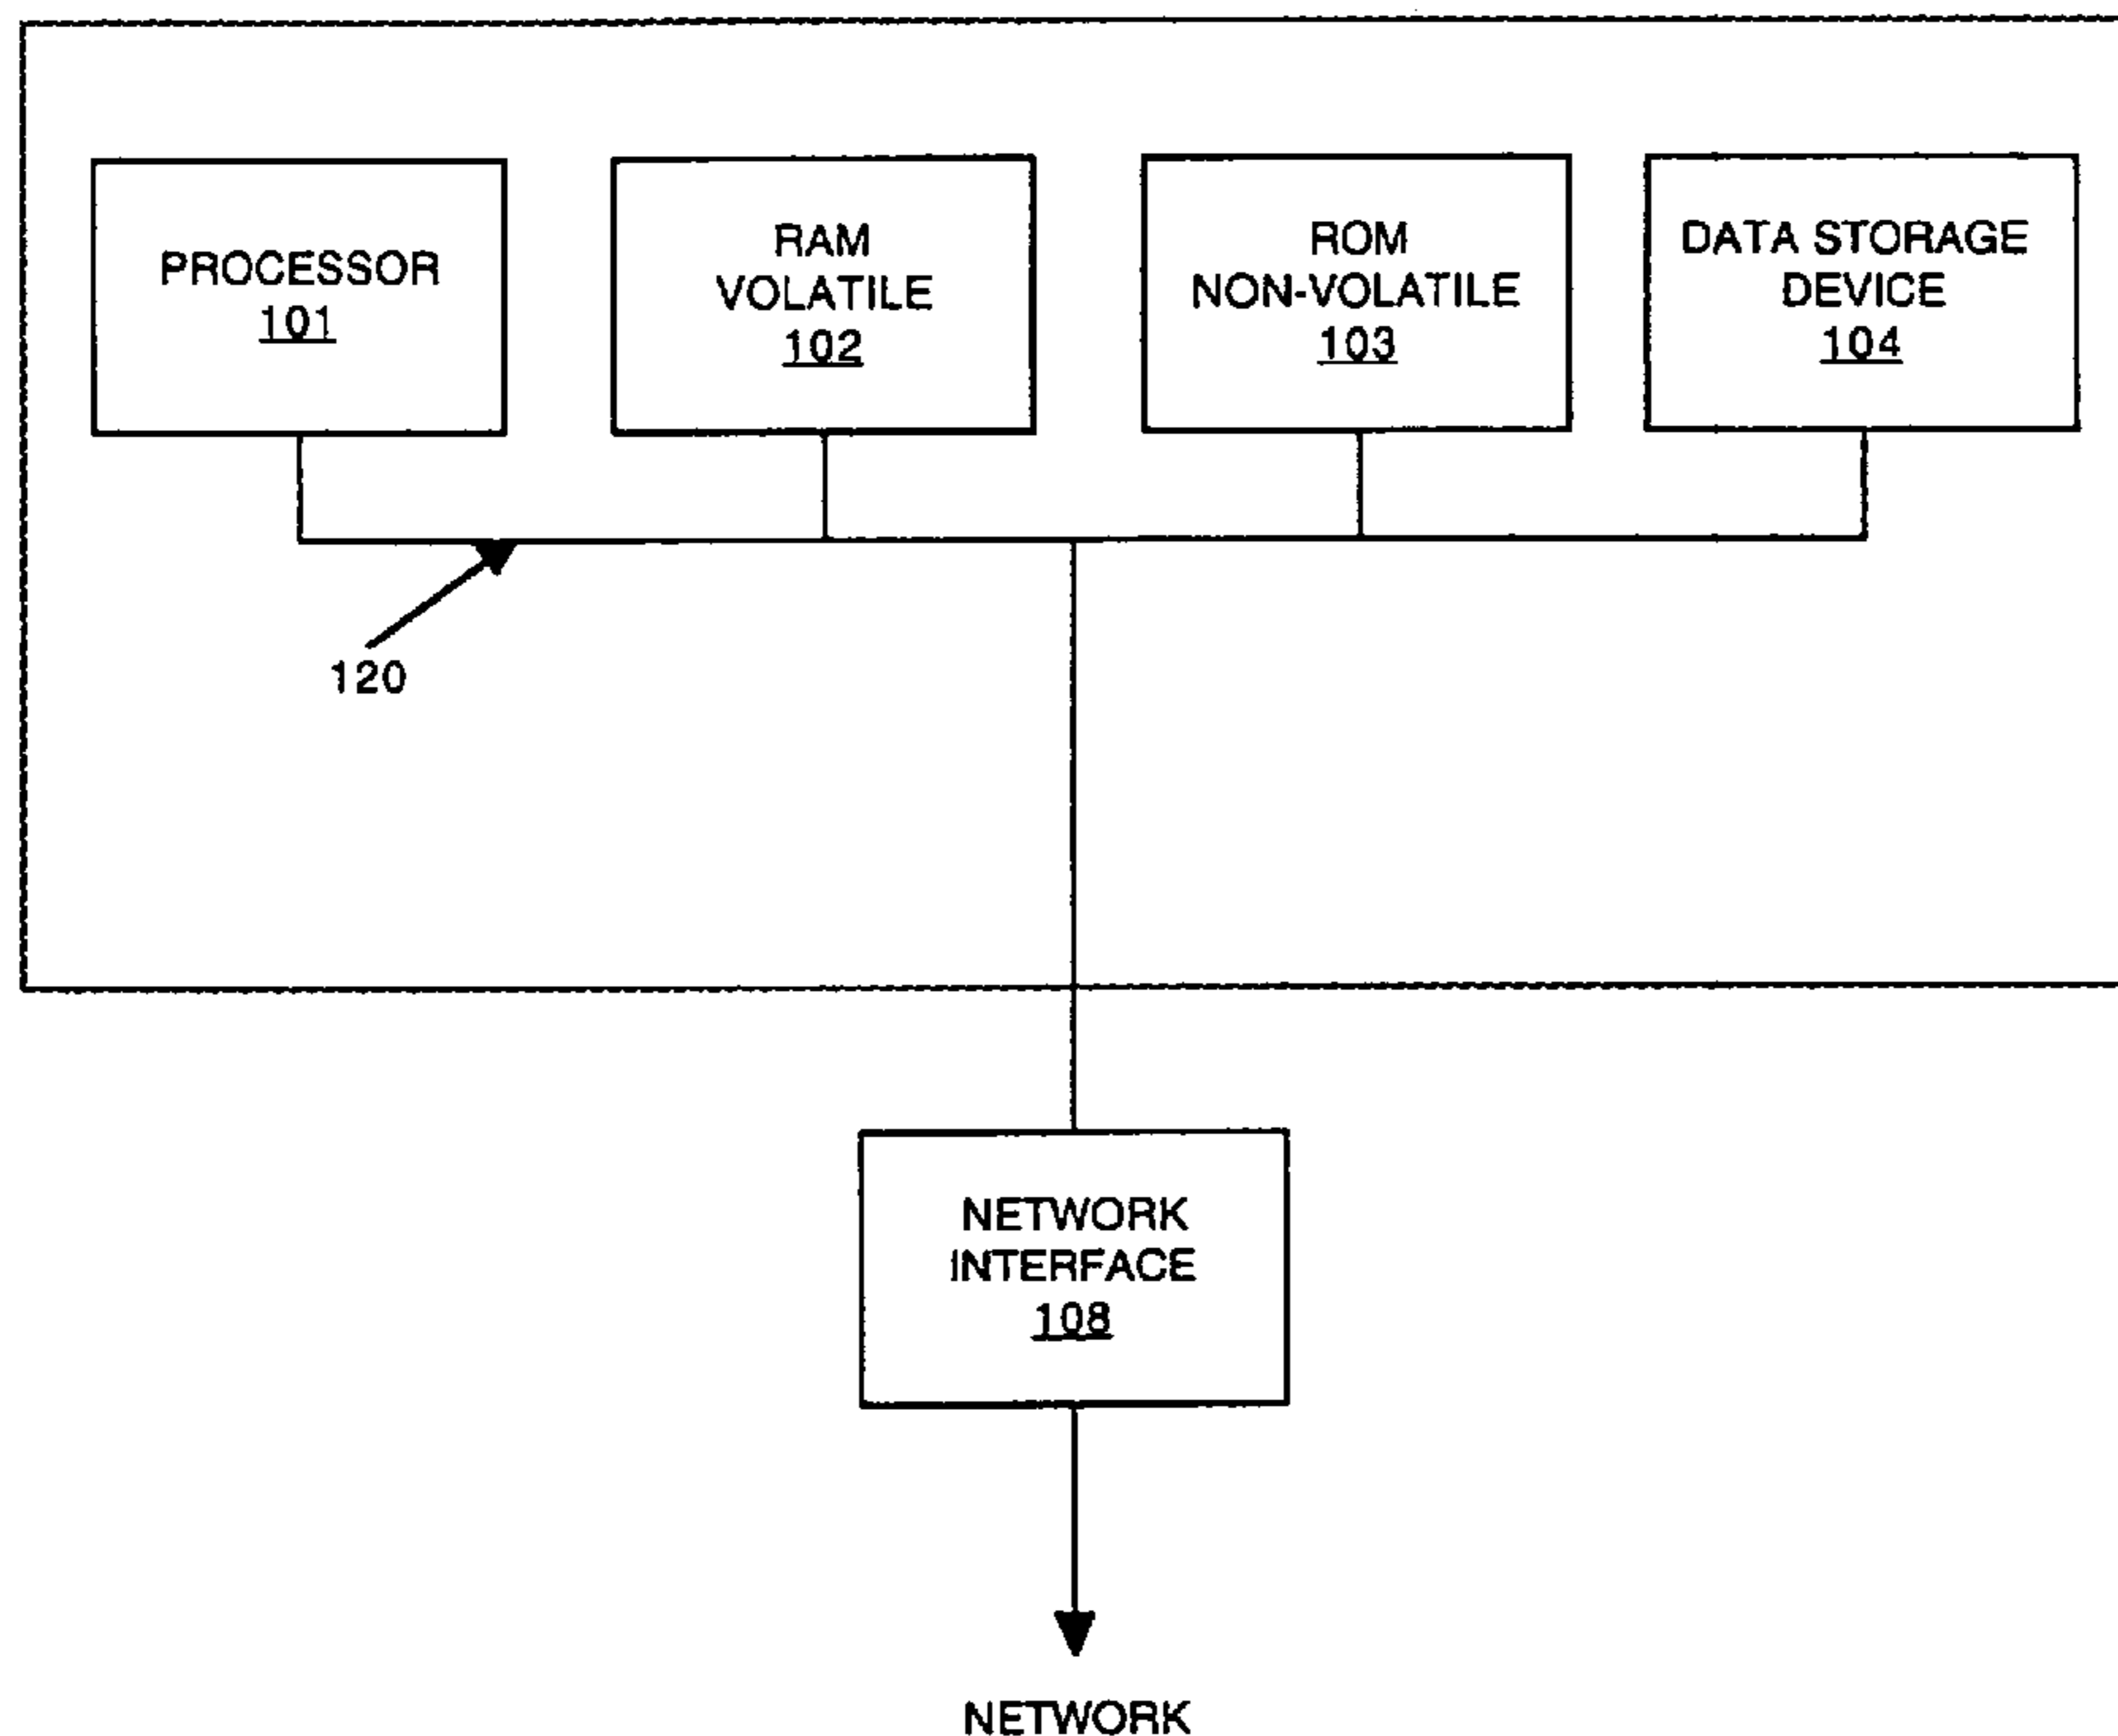 PROCESSOR
101
RAM
VOLATILE
102
ROM
NON-VOLATILE
103
DATA STORAGE
DEVICE
104
120
NETWORK
INTERFACE
108
NETWORK